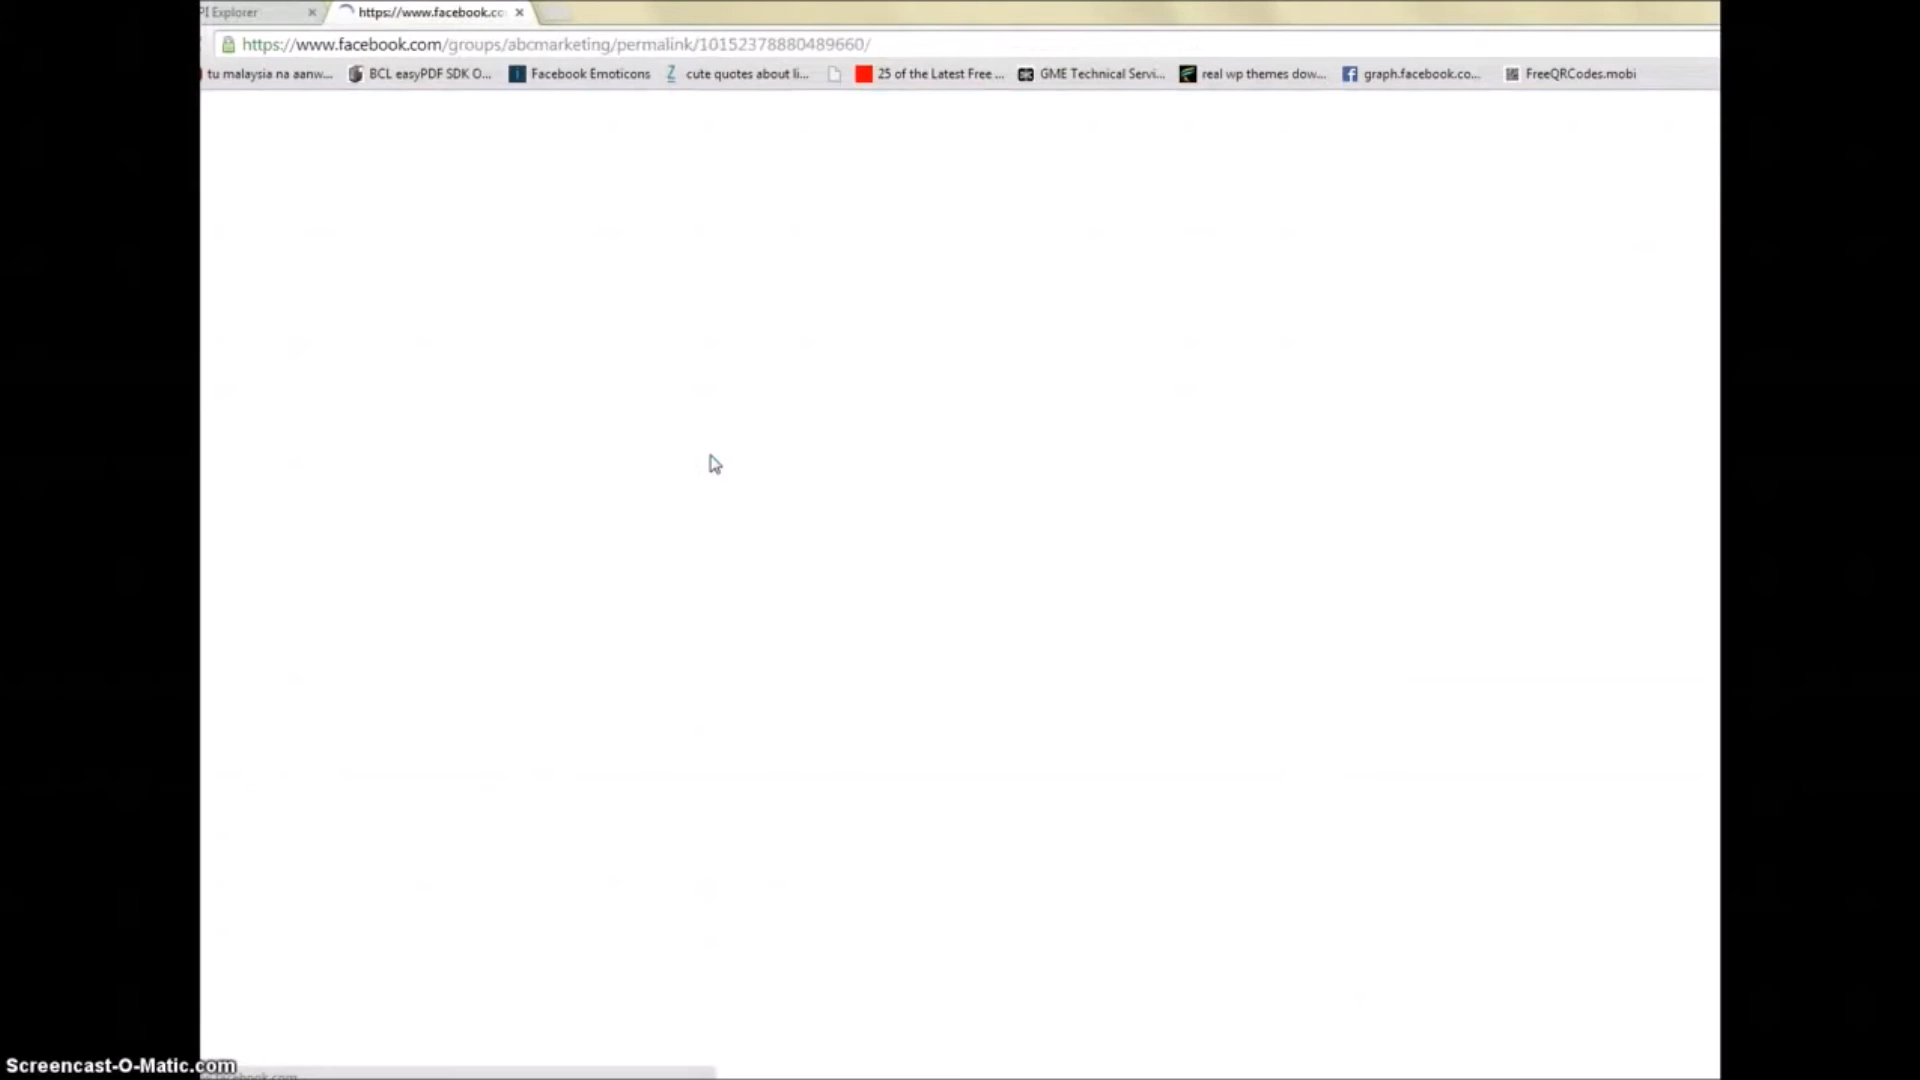 PI Explorer
https://www.facebook.co
https://www.facebook.com/groups/abcmarketing/permalink/10152378880489660/
tu malaysia na aanw... BCL easyPDF SDK O... Facebook Emoticons cute quotes about li... 25 of the Latest Free ... GME Technical Servi... real wp themes dow... graph.facebook.co... FreeQRCodes.mobi
Screencast-O-Matic.com